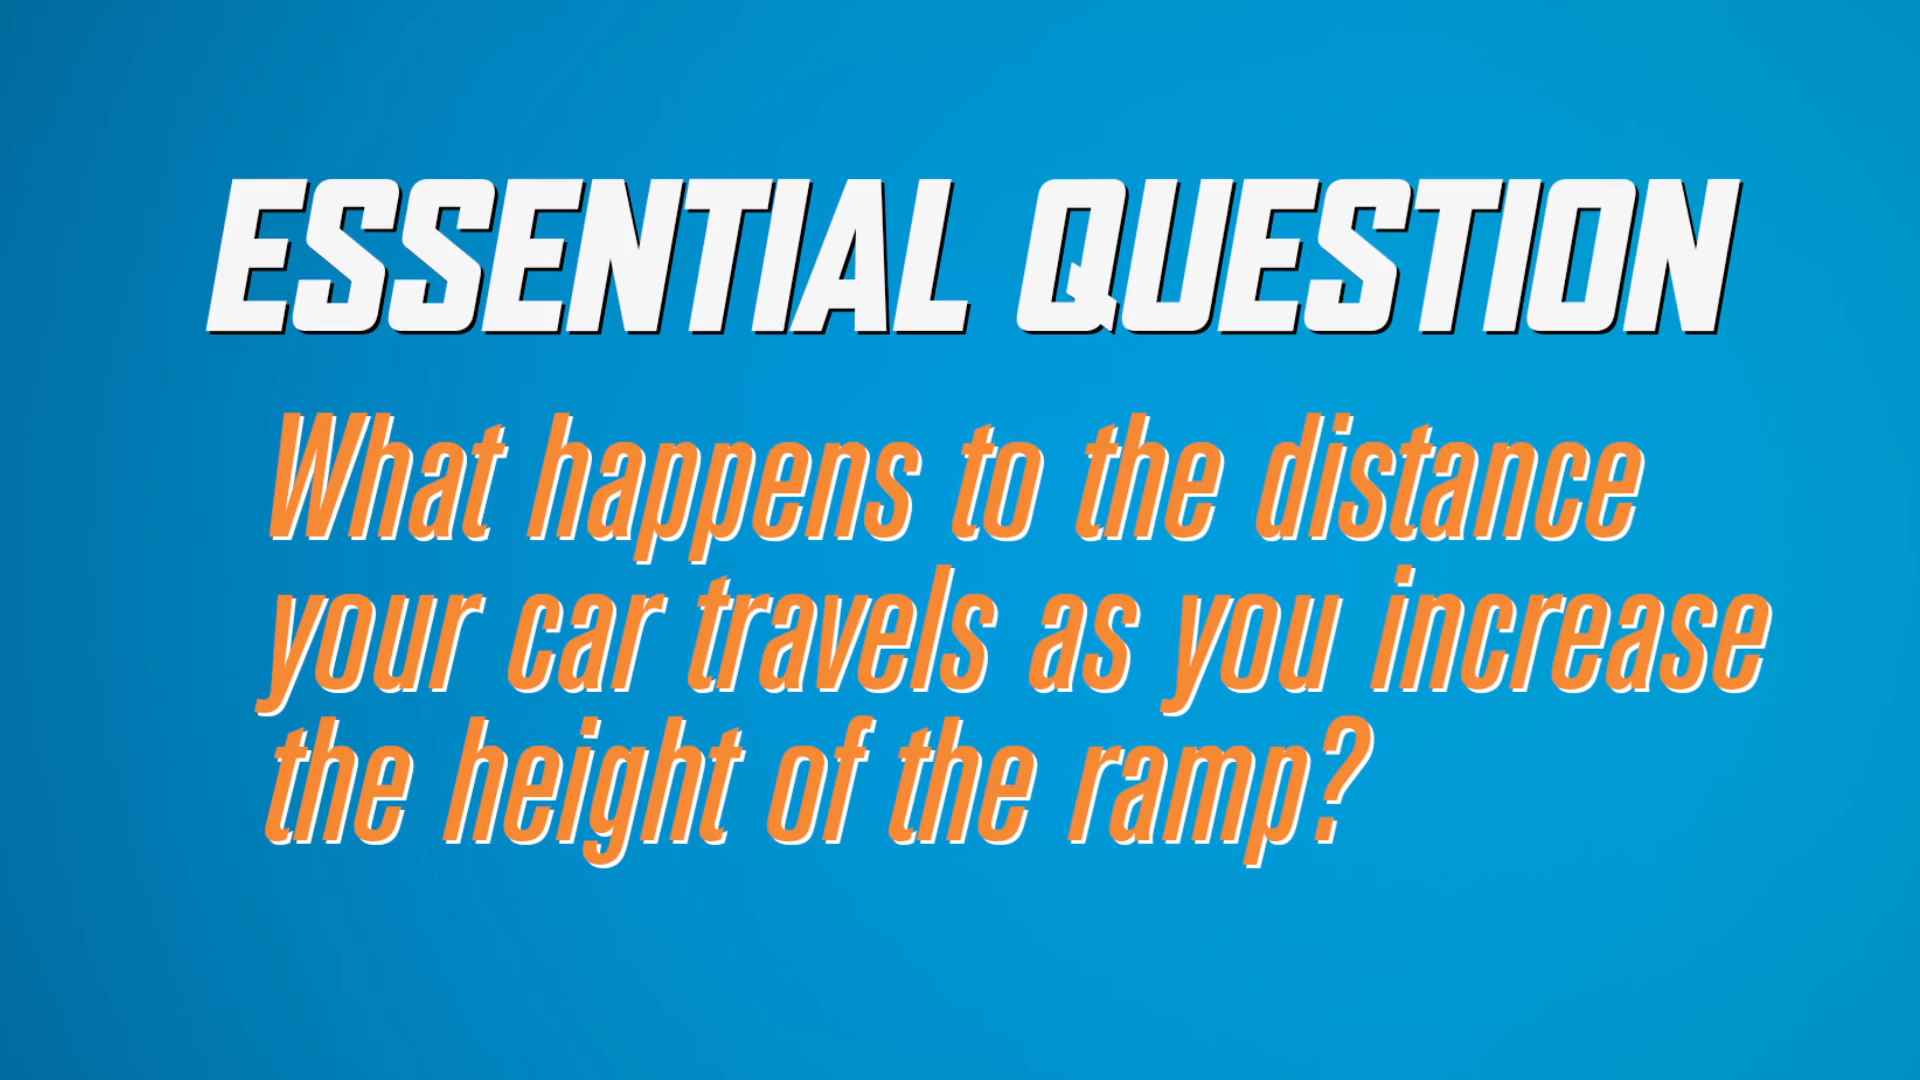 ESSENTIAL QUESTION
What happens to the distance
your car travels as you increase
the height of the ramp?